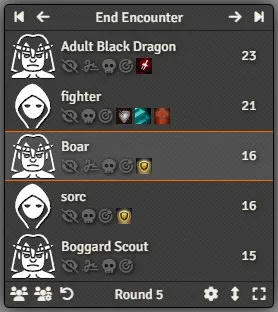 End Encounter
Adult Black Dragon
23
fighter
21
Boar
16
sorc
16
Boggard Scout
15
Round 5